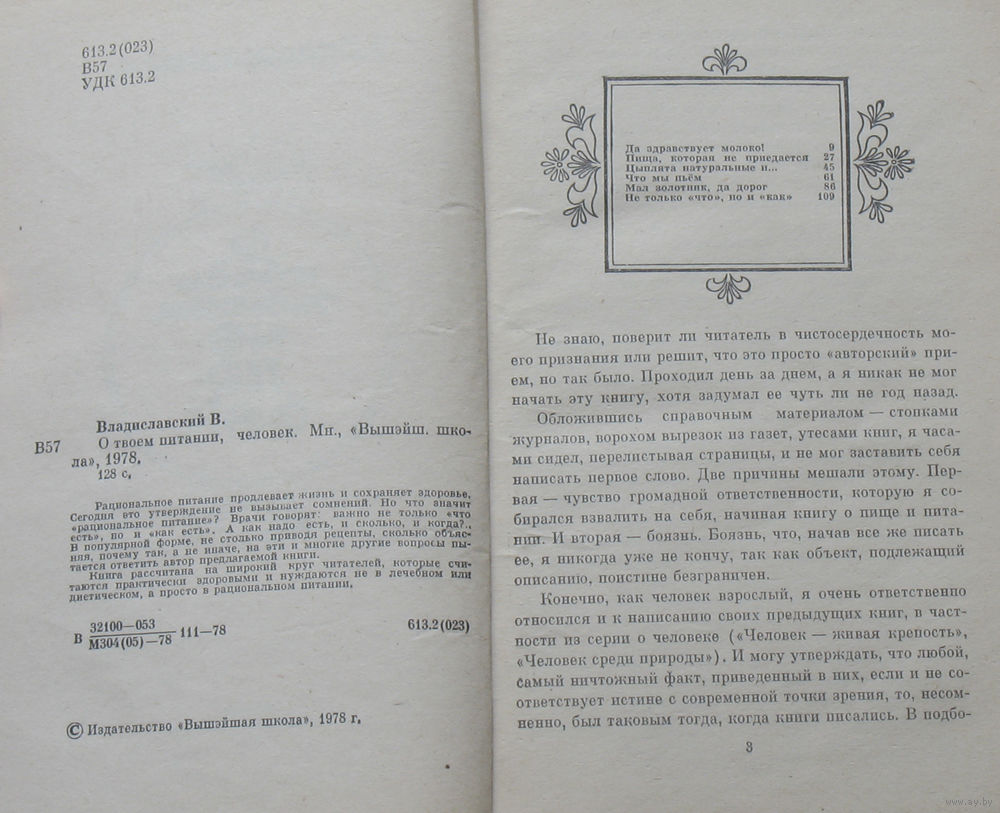 613.2(023)
В57
УДК 613.2
Владиславский В.
В57
О твоем питании, человек. Мн., «Вышэйш. шко-
ла», 1978.
128 с.
Рациональное питание продлевает жизнь и сохраняет здоровье.
Сегодня это утверждение не вызывает сомнений. Но что значит
«рациональное питание»? Врачи говорят: важно не только «что
есть», но и «как есть». А как надо есть, и сколько, и когда?..
В популярной форме, не столько приводя рецепты, сколько объяс-
няя, почему так, а не иначе, на эти и многие другие вопросы пы-
тается ответить автор предлагаемой книги.
Книга рассчитана на широкий круг читателей, которые счи-
таются практически здоровыми и нуждаются не в лечебном или
диетическом, а просто в рациональном питании.
В 32100—053
М304(05)—78 111—78 613.2(023)
© Издательство «Вышэйшая школа», 1978 г.
Да здравствует молоко! 9
Пища, которая не приедается 27
Цыплята натуральные и... 45
Что мы пьём 61
Мал золотник, да дорог 86
Не только «что», но и «как» 109
Не знаю, поверит ли читатель в чистосердечность мо-
его признания или решит, что это просто «авторский» при-
ем, но так было. Проходил день за днем, а я никак не мог
начать эту книгу, хотя задумал ее чуть ли не год назад.
Обложившись справочным материалом — стопками
журналов, ворохом вырезок из газет, утесами книг, я часа-
ми сидел, перелистывая страницы, и не мог заставить себя
написать первое слово. Две причины мешали этому. Пер-
вая — чувство громадной ответственности, которую я со-
бирался взвалить на себя, начиная книгу о пище и пита-
нии. И вторая — боязнь. Боязнь, что, начав все же писать
ее, я никогда уже не кончу, так как объект, подлежащий
описанию, поистине безграничен.
Конечно, как человек взрослый, я очень ответственно
относился и к написанию своих предыдущих книг, в част-
ности из серии о человеке («Человек — живая крепость»,
«Человек среди природы»). И могу утверждать, что любой,
самый ничтожный факт, приведенный в них, если и не со-
ответствует истине с современной точки зрения, то, несом-
ненно, был таковым тогда, когда книги писались. В подбо-
3
www.ay.by